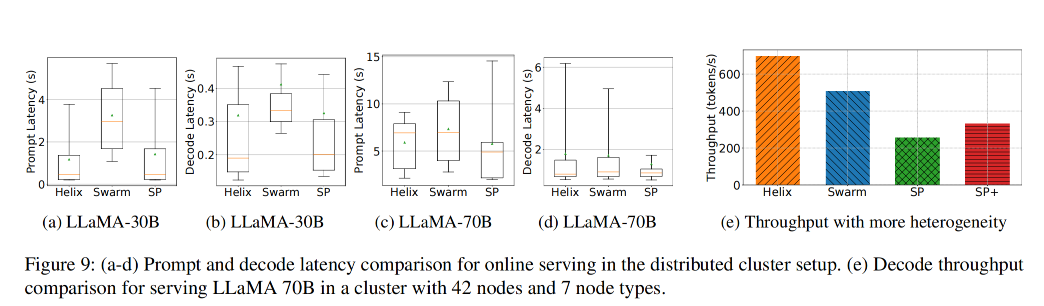 Prompt Latency (s)
4
2
0
Helix Swarm SP
(a) LLaMA-30B
Decode Latency (s)
0.4
0.3
0.2
Helix Swarm SP
(b) LLaMA-30B
Prompt Latency (s)
15
10
5
Helix Swarm SP
(c) LLaMA-70B
Decode Latency (s)
6
4
2
0
Helix Swarm SP
(d) LLaMA-70B
Throughput (tokens/s)
600
400
200
0
Helix Swarm SP SP+
(e) Throughput with more heterogeneity
Figure 9: (a-d) Prompt and decode latency comparison for online serving in the distributed cluster setup. (e) Decode throughput
comparison for serving LLaMA 70B in a cluster with 42 nodes and 7 node types.